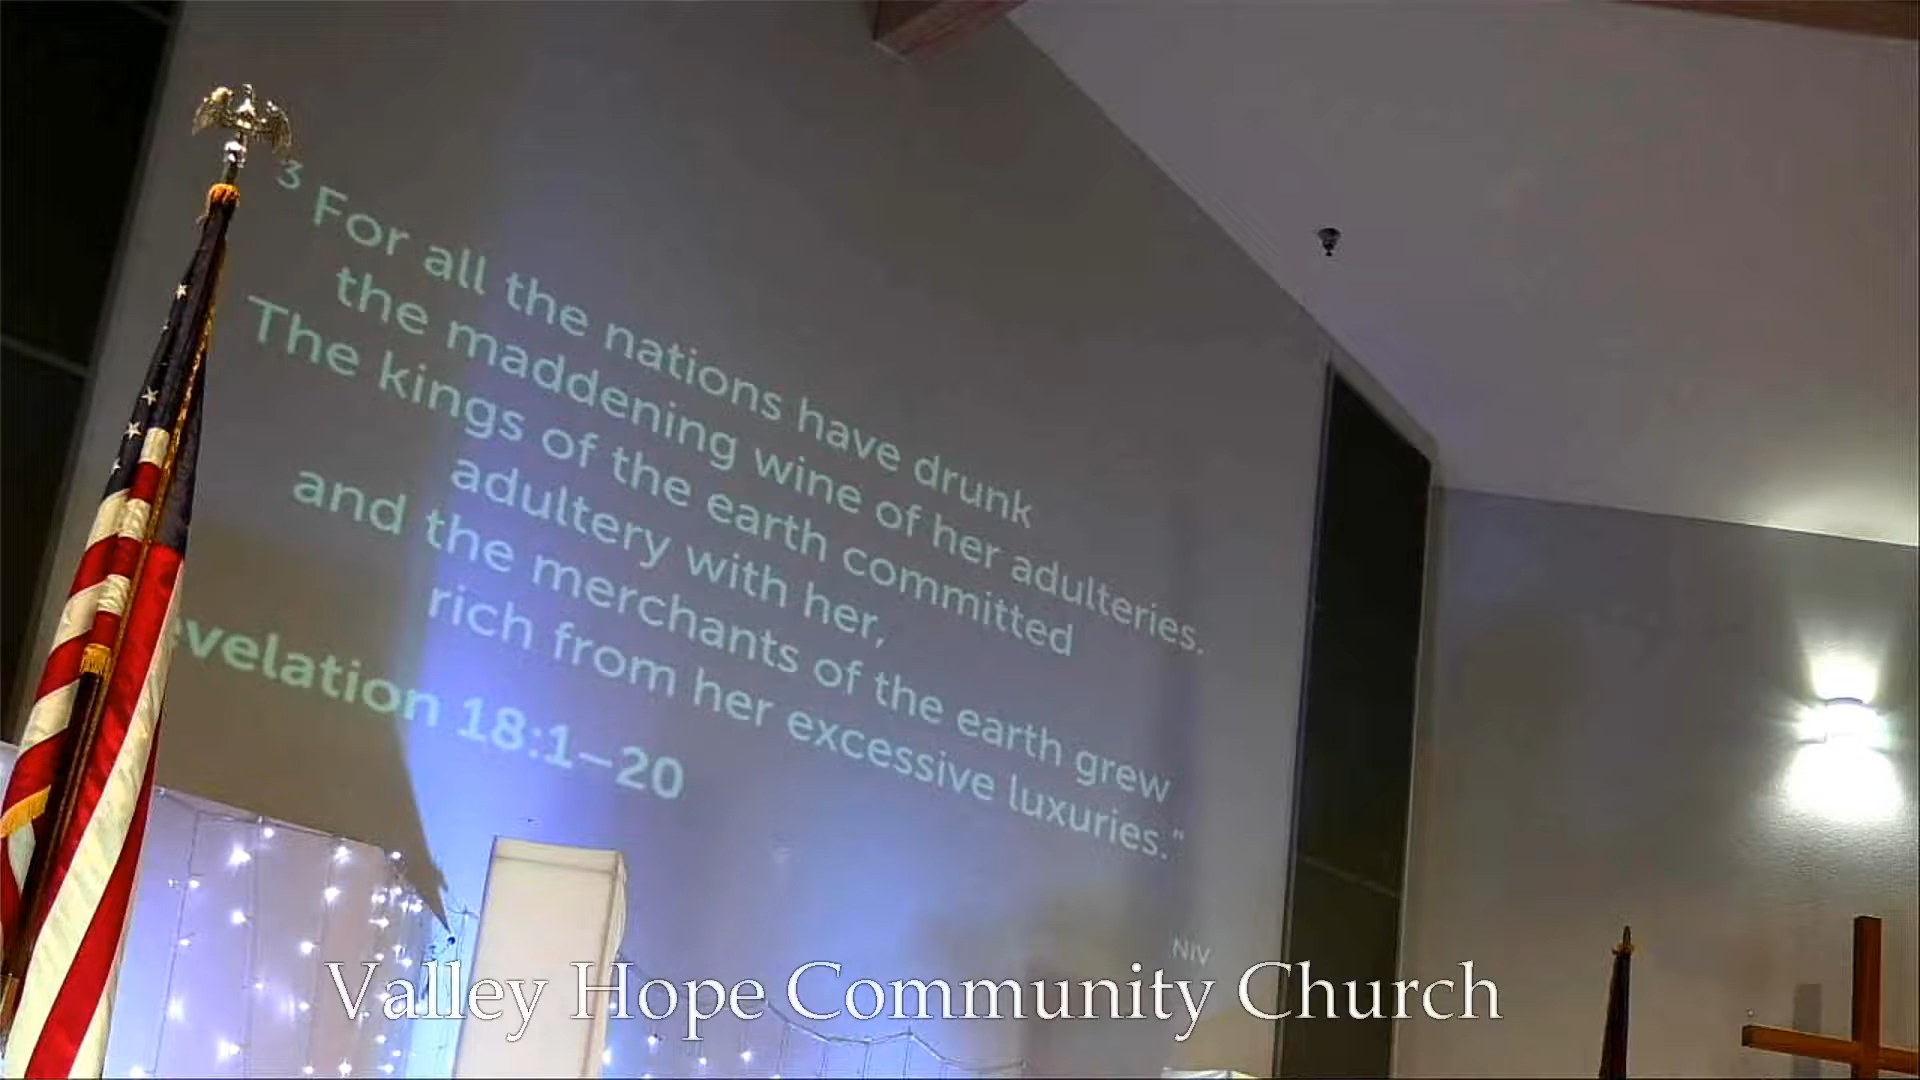 3 For all the nations have drunk
the maddening wine of her adulteries.
The kings of the earth committed
adultery with her,
and the merchants of the earth grew
rich from her excessive luxuries.”
evelation 18:1–20
NIV
Valley Hope Community Church